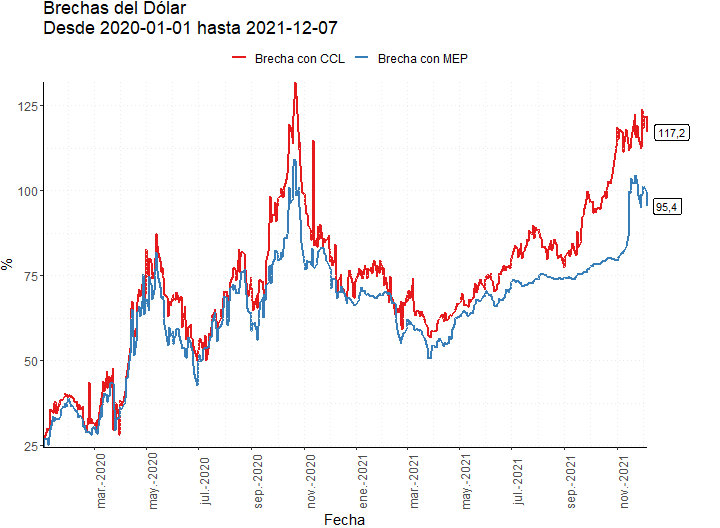 Brechas del Dólar
Desde 2020-01-01 hasta 2021-12-07
Brecha con CCL Brecha con MEP
%
125
100
75
50
25
117,2
95,4
mar.-2020
may.-2020
jul.-2020
sep.-2020
nov.-2020
ene.-2021
mar.-2021
may.-2021
jul.-2021
sep.-2021
nov.-2021
Fecha